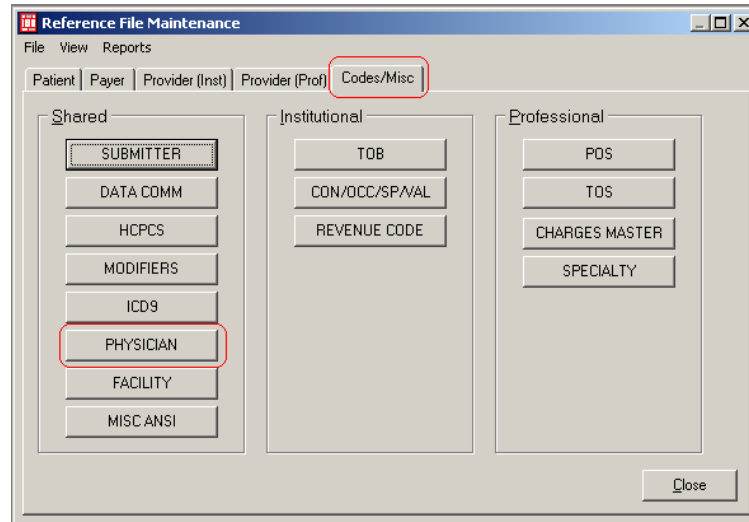 Reference File Maintenance
File View Reports
Patient Payer Provider (Inst) Provider (Prof) Codes/Misc
Shared
SUBMITTER
DATA COMM
HCPCS
MODIFIERS
ICD9
PHYSICIAN
FACILITY
MISC ANSI
Institutional
TOB
CON/OCC/SP/VAL
REVENUE CODE
Professional
POS
TOS
CHARGES MASTER
SPECIALTY
Close